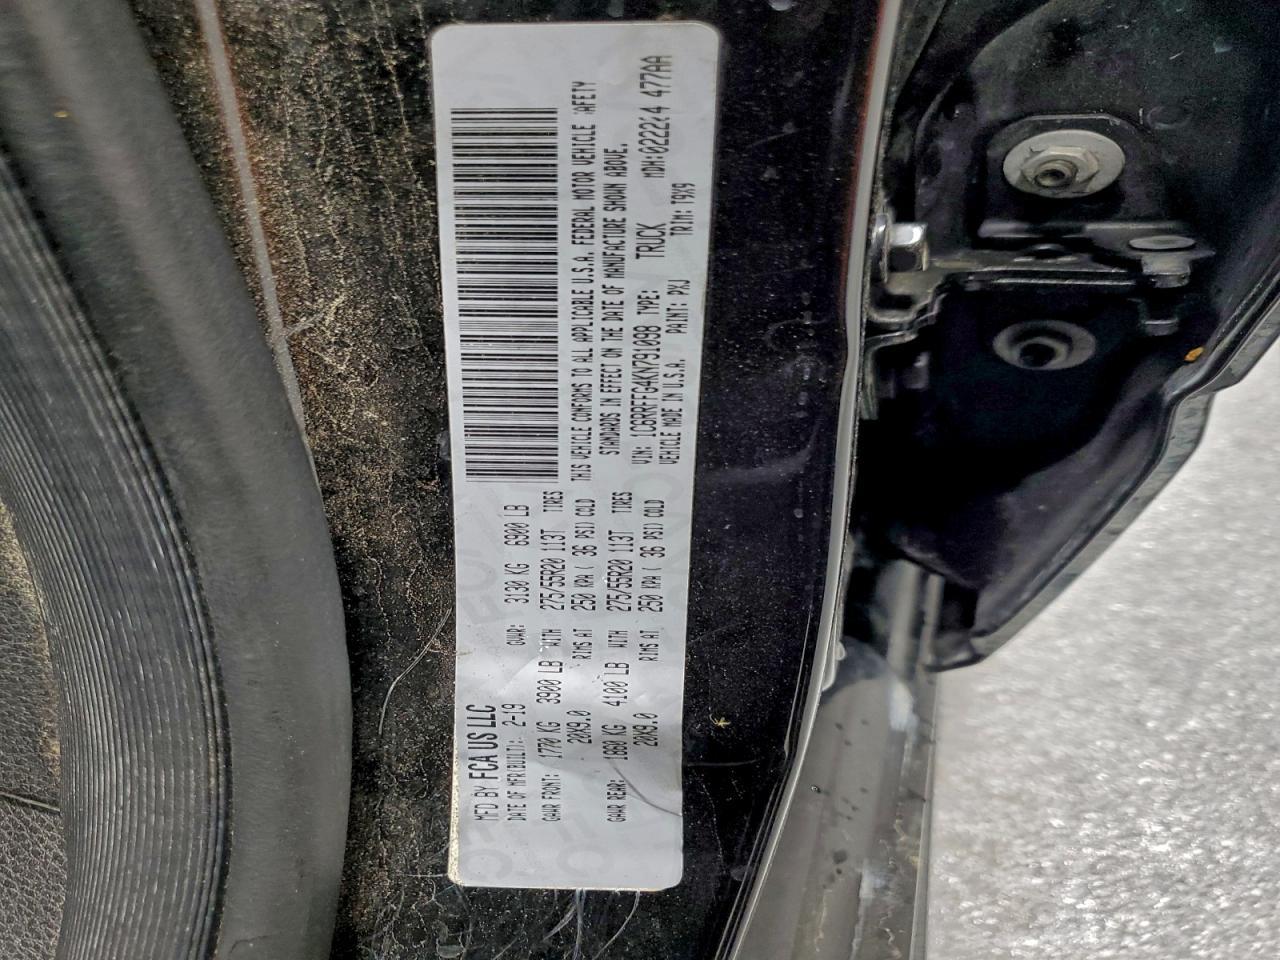 MFD BY FCA US LLC
DATE OF MFR(BUILT): 2-19 GVWR: 3130 KG 6900 LB
GAWR FRONT: 1770 KG 3900 LB WITH 275/55R20 113T TIRES
20X9.0 RIMS AT 250 KPA ( 36 PSI) COLD
GAWR REAR: 1860 KG 4100 LB WITH 275/55R20 113T TIRES
20X9.0 RIMS AT 250 KPA ( 36 PSI) COLD
THIS VEHICLE CONFORMS TO ALL APPLICABLE U.S.A. FEDERAL MOTOR VEHICLE SAFETY
STANDARDS IN EFFECT ON THE DATE OF MANUFACTURE SHOWN ABOVE.
VIN: 1C6RRFFG4KN791098 TYPE: TRUCK MDH:022204 477AA
VEHICLE MADE IN U.S.A. PAINT: PXJ TRIM: T9X9